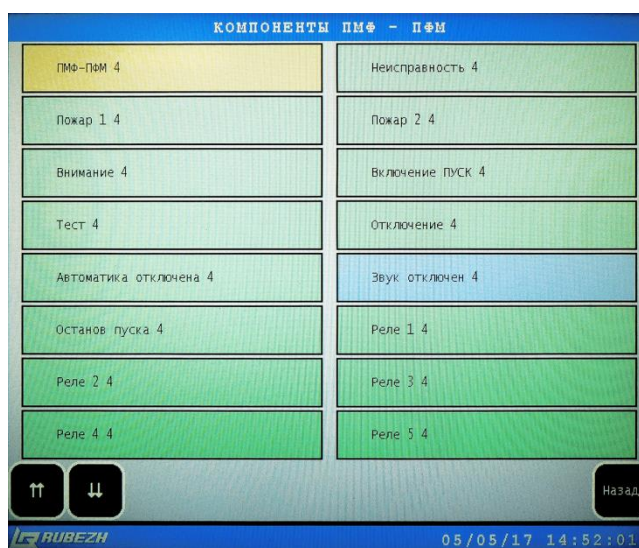 КОМПОНЕНТЫ ПМФ - ПФМ
ПМФ-ПФМ 4
Неисправность 4
Пожар 1 4
Пожар 2 4
Внимание 4
Включение ПУСК 4
Тест 4
Отключение 4
Автоматика отключена 4
Звук отключен 4
Останов пуска 4
Реле 1 4
Реле 2 4
Реле 3 4
Реле 4 4
Реле 5 4
Назад
RUBEZH
05/05/17 14:52:01